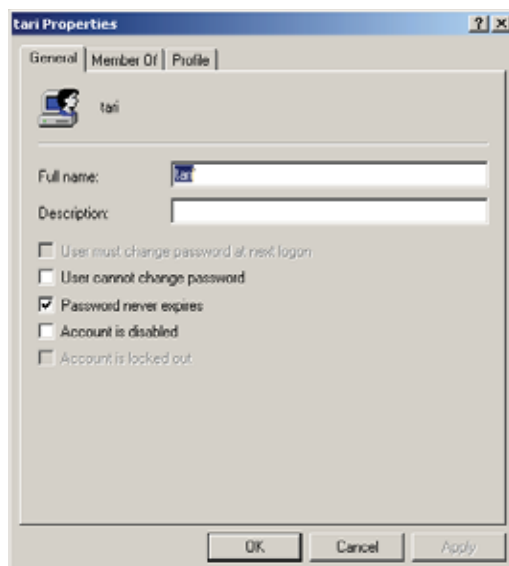 tari Properties
General Member Of Profile
tari
Full name: tari
Description:
User must change password at next logon
User cannot change password
Password never expires
Account is disabled
Account is locked out
OK Cancel Apply